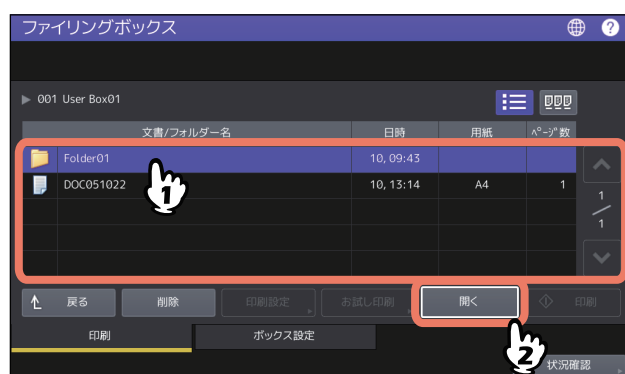 ファイリングボックス
?
001 User Box01
文書/フォルダー名 日時 用紙 ページ数
Folder01 10, 09:43
DOC051022 10, 13:14 A4 1
1
1
1
戻る 削除 印刷設定 お試し印刷 開く 印刷
2
印刷 ボックス設定
状況確認